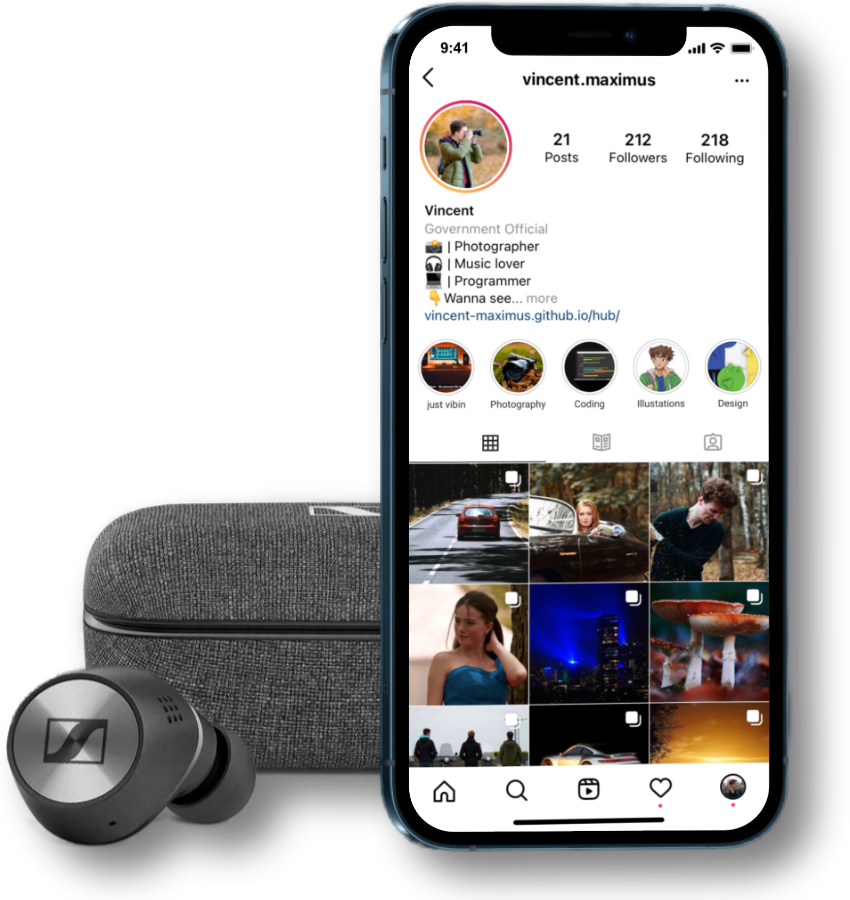 9:41
vincent.maximus
21 212 218
Posts Followers Following
Vincent
Government Official
| Photographer
| Music lover
| Programmer
Wanna see... more
vincent-maximus.github.io/hub/
just vibin Photography Coding Illustations Design